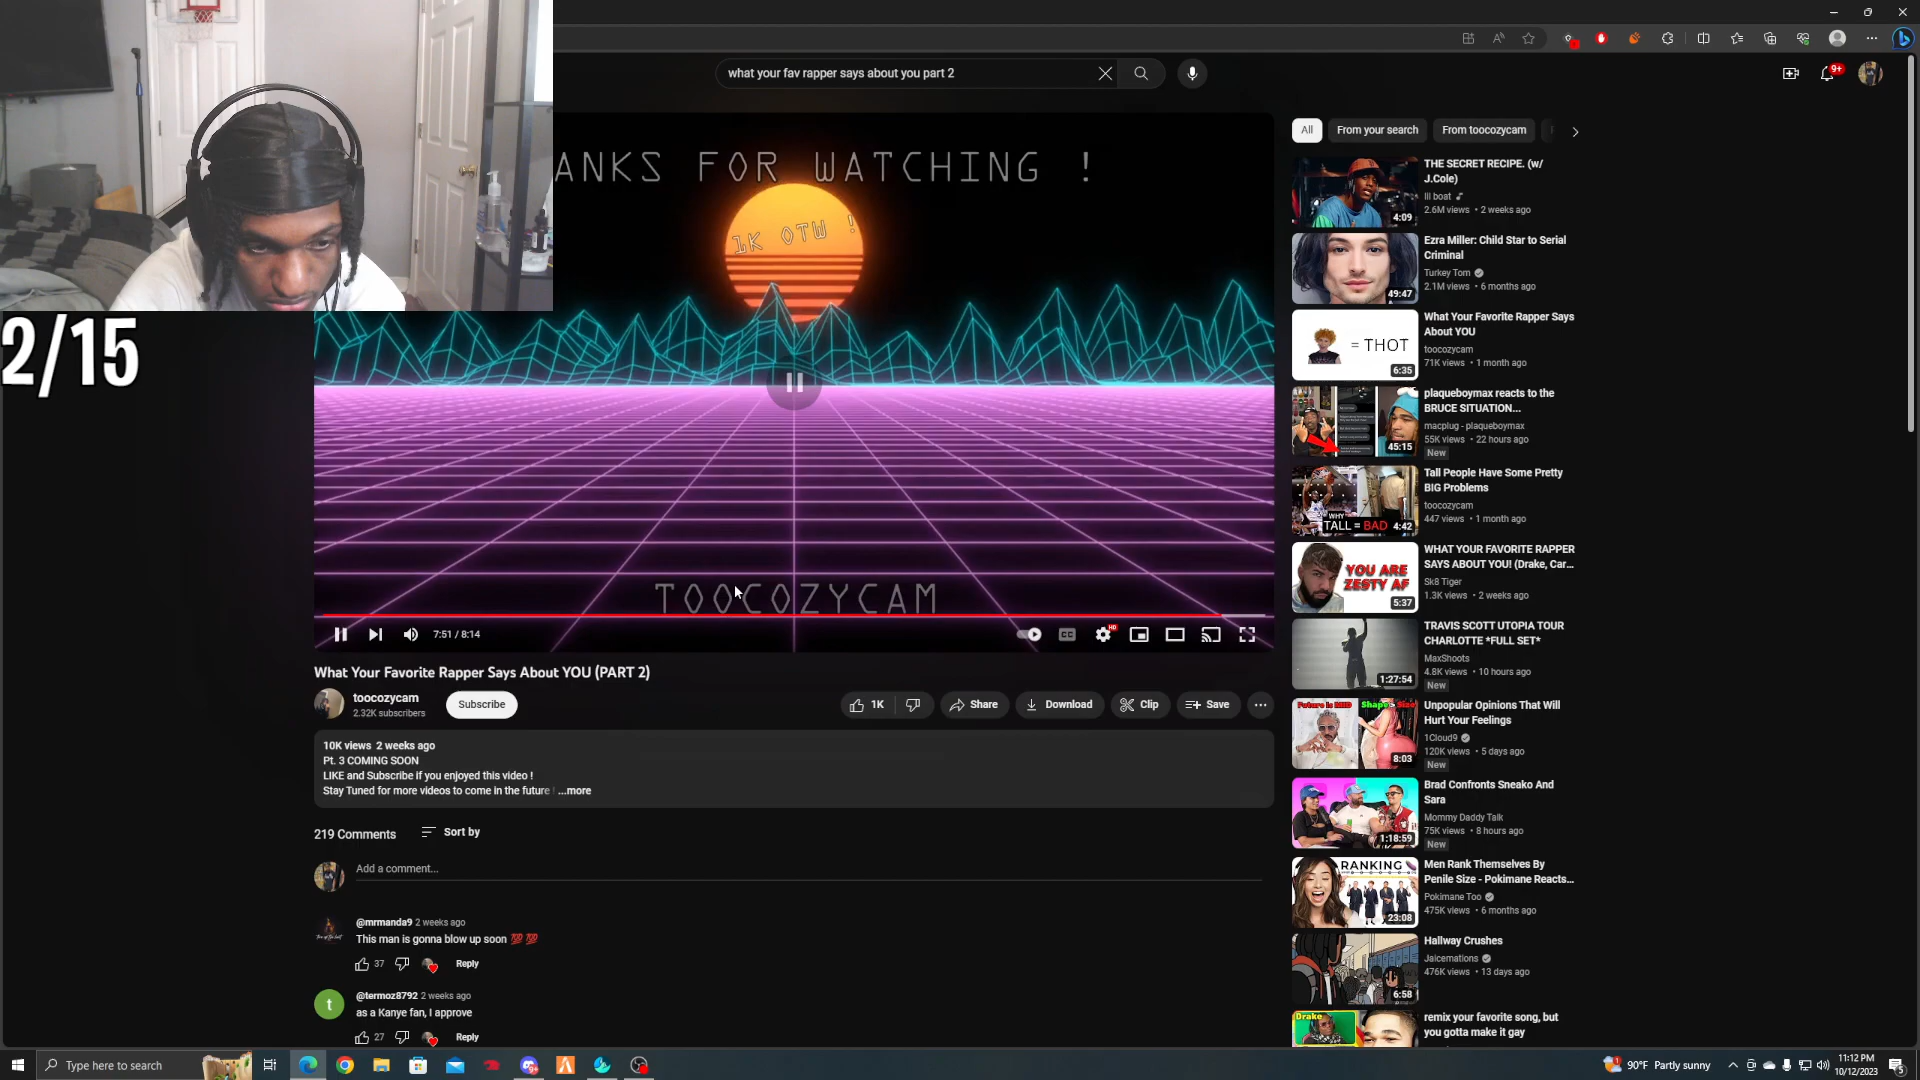 what your fav rapper says about you part 2
9+
ANKS FOR WATCHING !
1K OTW !
TOOCOZYCAM
2/15
7:51 / 8:14
CC
HD
What Your Favorite Rapper Says About YOU (PART 2)
toocozycam
2.32K subscribers
Subscribe
1K
Share
Download
Clip
Save
10K views 2 weeks ago
Pt. 3 COMING SOON
LIKE and Subscribe if you enjoyed this video !
Stay Tuned for more videos to come in the future ! ...more
219 Comments
Sort by
Add a comment...
@mrmanda9 2 weeks ago
This man is gonna blow up soon 💯 💯
37
Reply
t
@termoz8792 2 weeks ago
as a Kanye fan, I approve
27
Reply
All
From your search
From toocozycam
4:09
THE SECRET RECIPE. (w/
J.Cole)
lil boat
2.6M views • 2 weeks ago
49:47
Ezra Miller: Child Star to Serial
Criminal
Turkey Tom
2.1M views • 6 months ago
= THOT
6:35
What Your Favorite Rapper Says
About YOU
toocozycam
71K views • 1 month ago
45:15
plaqueboymax reacts to the
BRUCE SITUATION...
macplug - plaqueboymax
55K views • 22 hours ago
New
WHY
TALL = BAD
4:42
Tall People Have Some Pretty
BIG Problems
toocozycam
447 views • 1 month ago
YOU ARE
ZESTY AF
5:37
WHAT YOUR FAVORITE RAPPER
SAYS ABOUT YOU! (Drake, Car...
Sk8 Tiger
1.3K views • 2 weeks ago
1:27:54
TRAVIS SCOTT UTOPIA TOUR
CHARLOTTE *FULL SET*
MaxShoots
4.8K views • 10 hours ago
New
Future is MID
Shape
Size
8:03
Unpopular Opinions That Will
Hurt Your Feelings
1Cloud9
120K views • 5 days ago
New
1:18:59
Brad Confronts Sneako And
Sara
Mommy Daddy Talk
75K views • 8 hours ago
New
RANKING
23:08
Men Rank Themselves By
Penile Size - Pokimane Reacts...
Pokimane Too
475K views • 6 months ago
6:58
Hallway Crushes
Jaicemations
476K views • 13 days ago
Drake
remix your favorite song, but
you gotta make it gay
Type here to search
90°F Partly sunny
11:12 PM
10/12/2023
5